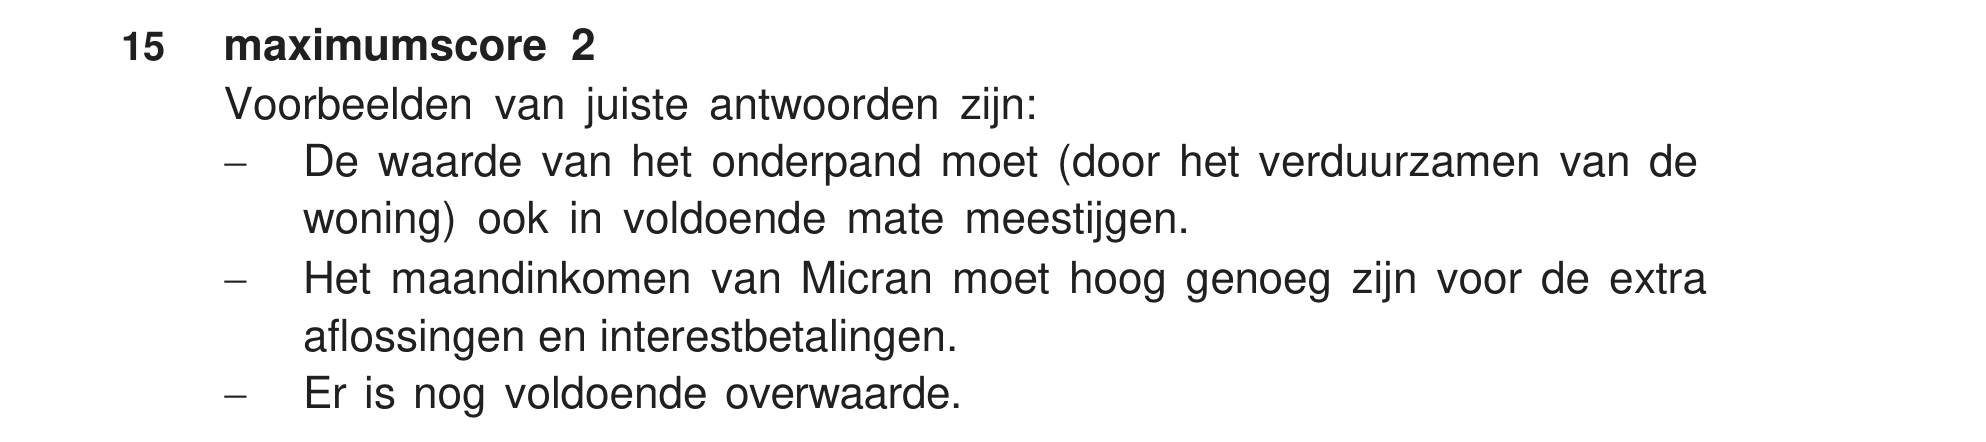 15 maximumscore 2
Voorbeelden van juiste antwoorden zijn:
– De waarde van het onderpand moet (door het verduurzamen van de
woning) ook in voldoende mate meestijgen.
– Het maandinkomen van Micran moet hoog genoeg zijn voor de extra
aflossingen en interestbetalingen.
– Er is nog voldoende overwaarde.